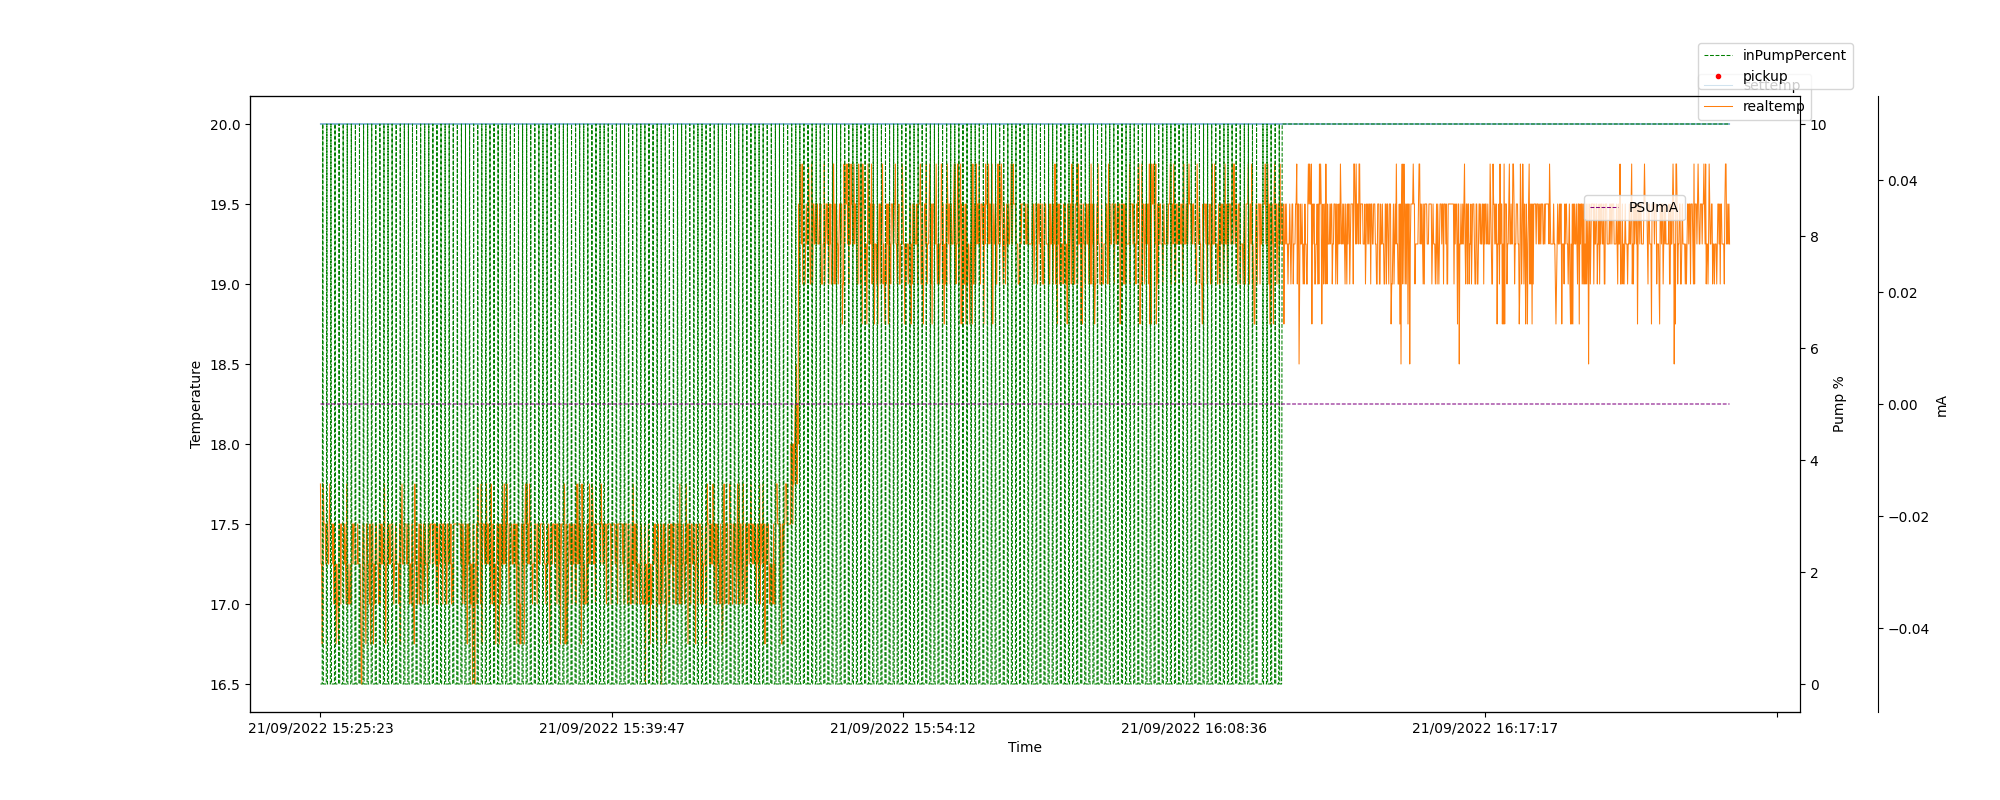 inPumpPercent
pickup
settemp
realtemp
PSUmA
20.0
19.5
19.0
18.5
18.0
17.5
17.0
16.5
Temperature
10
8
6
4
2
0
Pump %
0.04
0.02
0.00
−0.02
−0.04
mA
21/09/2022 15:25:23
21/09/2022 15:39:47
21/09/2022 15:54:12
21/09/2022 16:08:36
21/09/2022 16:17:17
Time